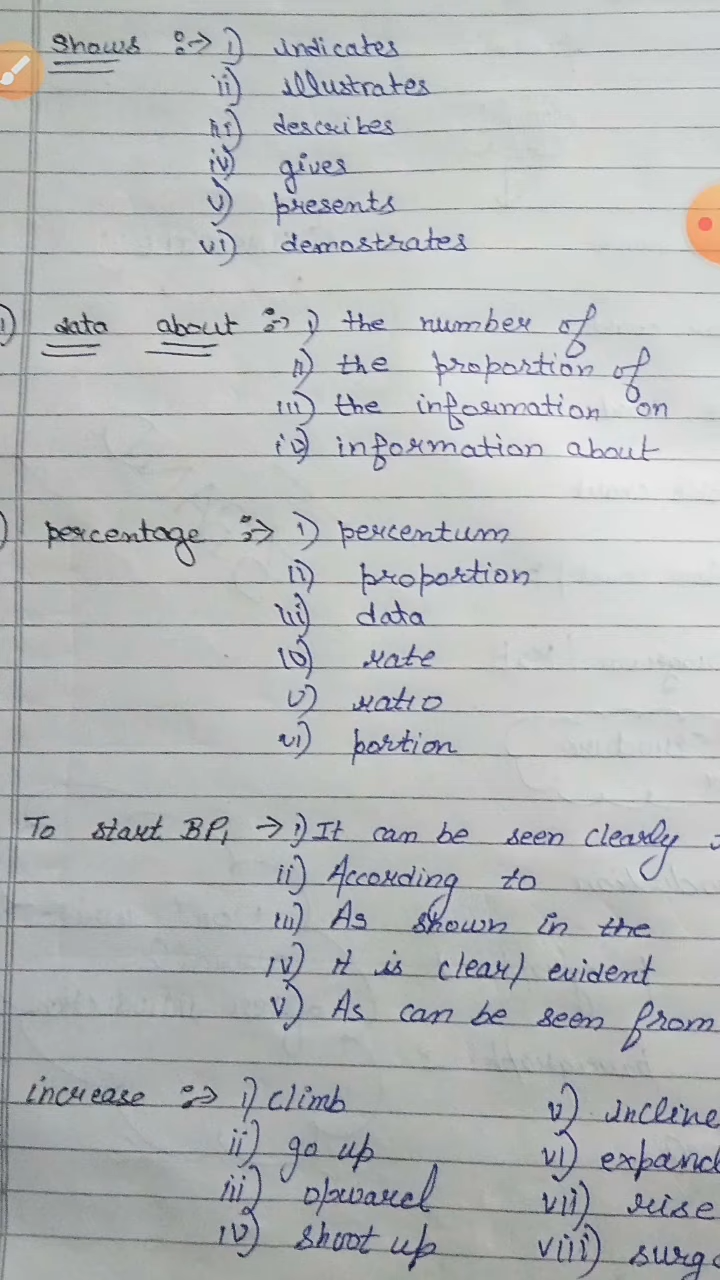 Shows :-> i) indicates
ii) illustrates
iii) describes
iv) gives
v) presents
vi) demostrates
) data about :-> i) the number of
ii) the proportion of
iii) the information on
iv) information about
) percentage :-> i) percentum
ii) proportion
iii) data
iv) rate
v) ratio
vi) portion
To start BP1 -> i) It can be seen clearly
ii) According to
iii) As shown in the
iv) it is clear/ evident
v) As can be seen from
increase :-> i) climb v) incline
ii) go up vi) expand
iii) upward vii) rise
iv) shoot up viii) surge